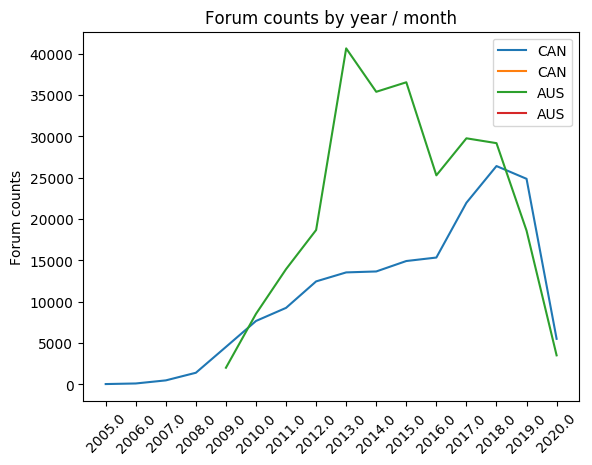 Forum counts by year / month
CAN
CAN
AUS
AUS
Forum counts
40000
35000
30000
25000
20000
15000
10000
5000
0
2005.0 2006.0 2007.0 2008.0 2009.0 2010.0 2011.0 2012.0 2013.0 2014.0 2015.0 2016.0 2017.0 2018.0 2019.0 2020.0